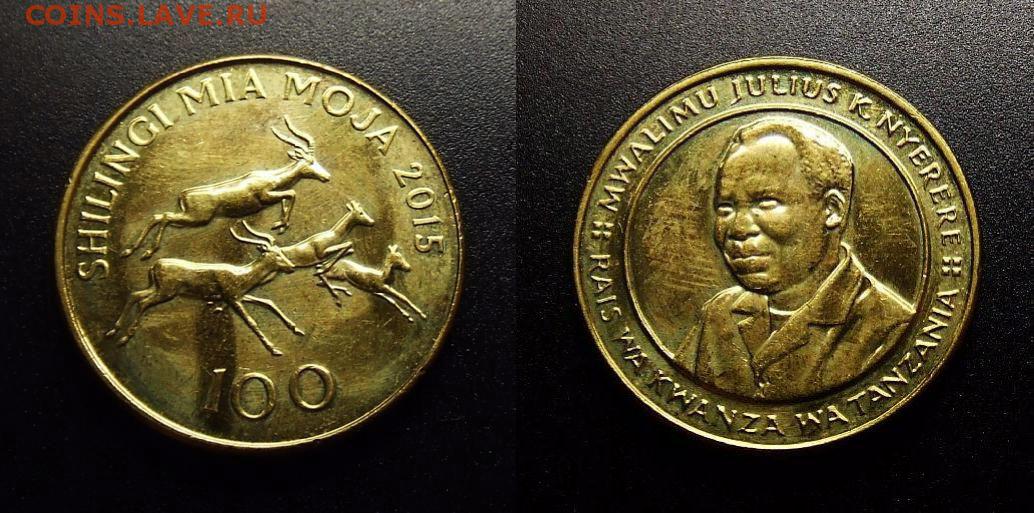 COINS.LAVE.RU
SHILINGI MIA MOJA 2015
100
⁜ MWALIMU JULIUS K. NYERERE ⁜
RAIS WA KWANZA WA TANZANIA